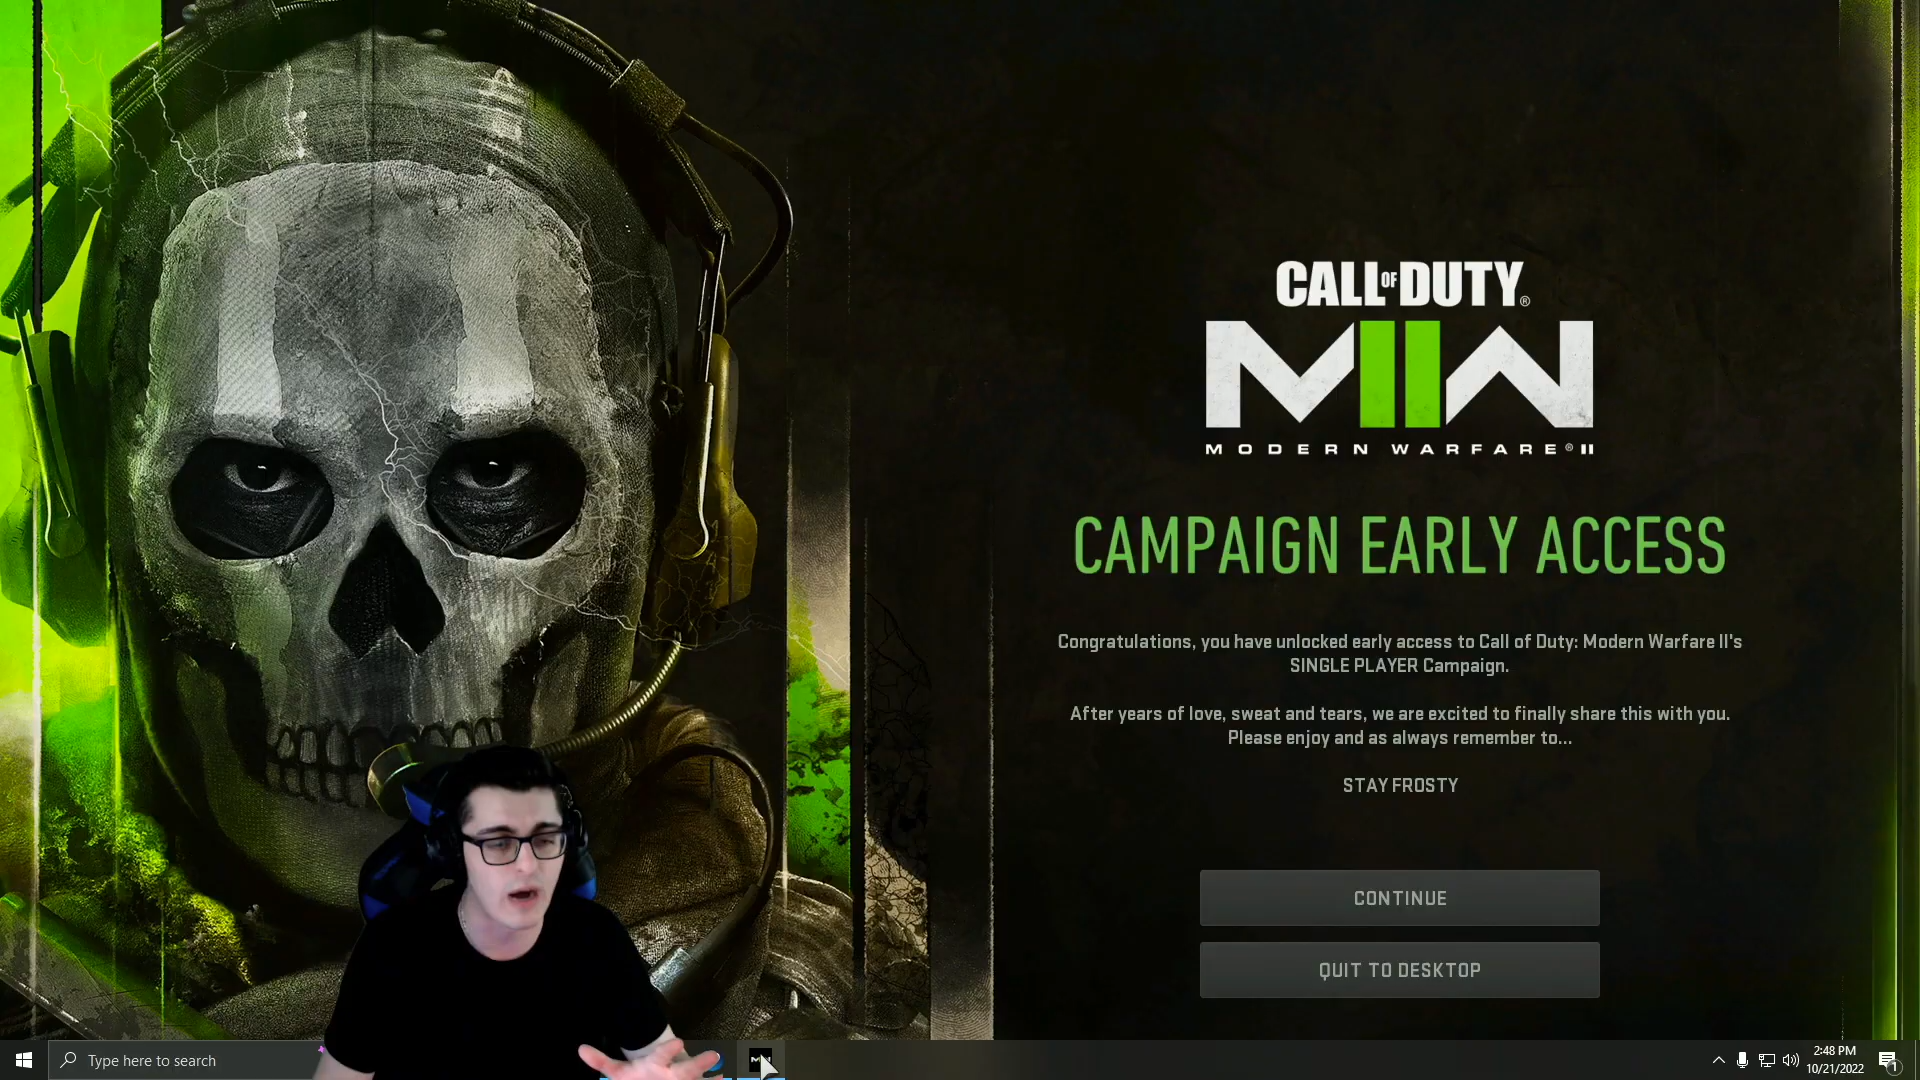 CALL OF DUTY®
MIIW
MODERN WARFARE® II
CAMPAIGN EARLY ACCESS
Congratulations, you have unlocked early access to Call of Duty: Modern Warfare II's
SINGLE PLAYER Campaign.
After years of love, sweat and tears, we are excited to finally share this with you.
Please enjoy and as always remember to...
STAY FROSTY
CONTINUE
QUIT TO DESKTOP
Type here to search
2:48 PM
10/21/2022
1